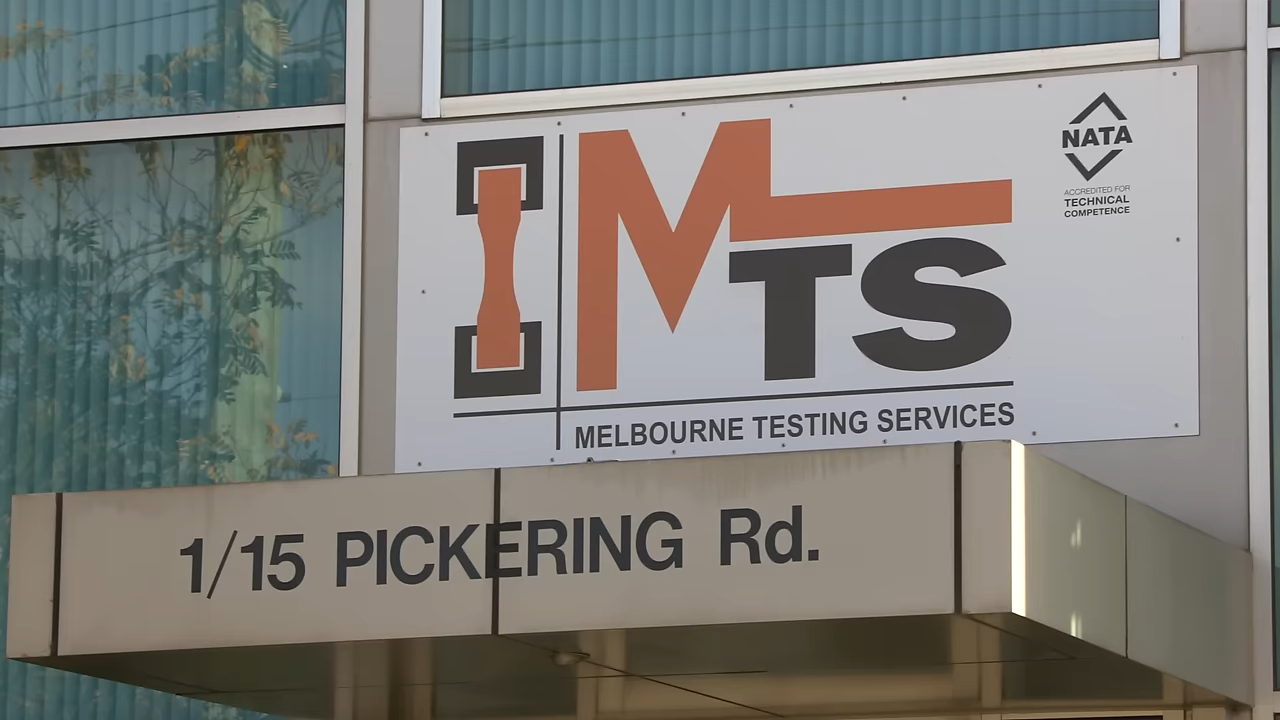 MTS
MELBOURNE TESTING SERVICES
NATA
ACCREDITED FOR
TECHNICAL
COMPETENCE
1/15 PICKERING Rd.